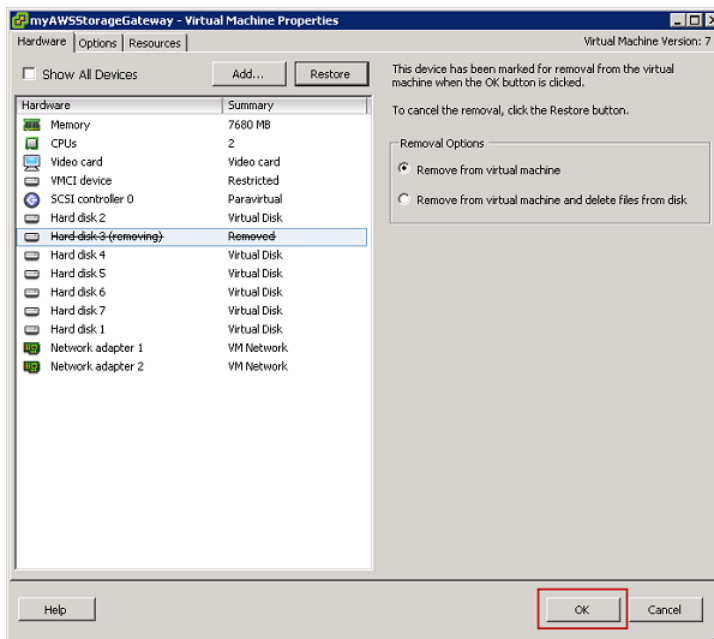 myAWSStorageGateway - Virtual Machine Properties
Hardware Options Resources Virtual Machine Version: 7
Show All Devices Add... Restore
Hardware Summary
Memory 7680 MB
CPUs 2
Video card Video card
VMCI device Restricted
SCSI controller 0 Paravirtual
Hard disk 2 Virtual Disk
Hard disk 3 (removing) Removed
Hard disk 4 Virtual Disk
Hard disk 5 Virtual Disk
Hard disk 6 Virtual Disk
Hard disk 7 Virtual Disk
Hard disk 1 Virtual Disk
Network adapter 1 VM Network
Network adapter 2 VM Network
This device has been marked for removal from the virtual
machine when the OK button is clicked.
To cancel the removal, click the Restore button.
Removal Options
Remove from virtual machine
Remove from virtual machine and delete files from disk
Help OK Cancel